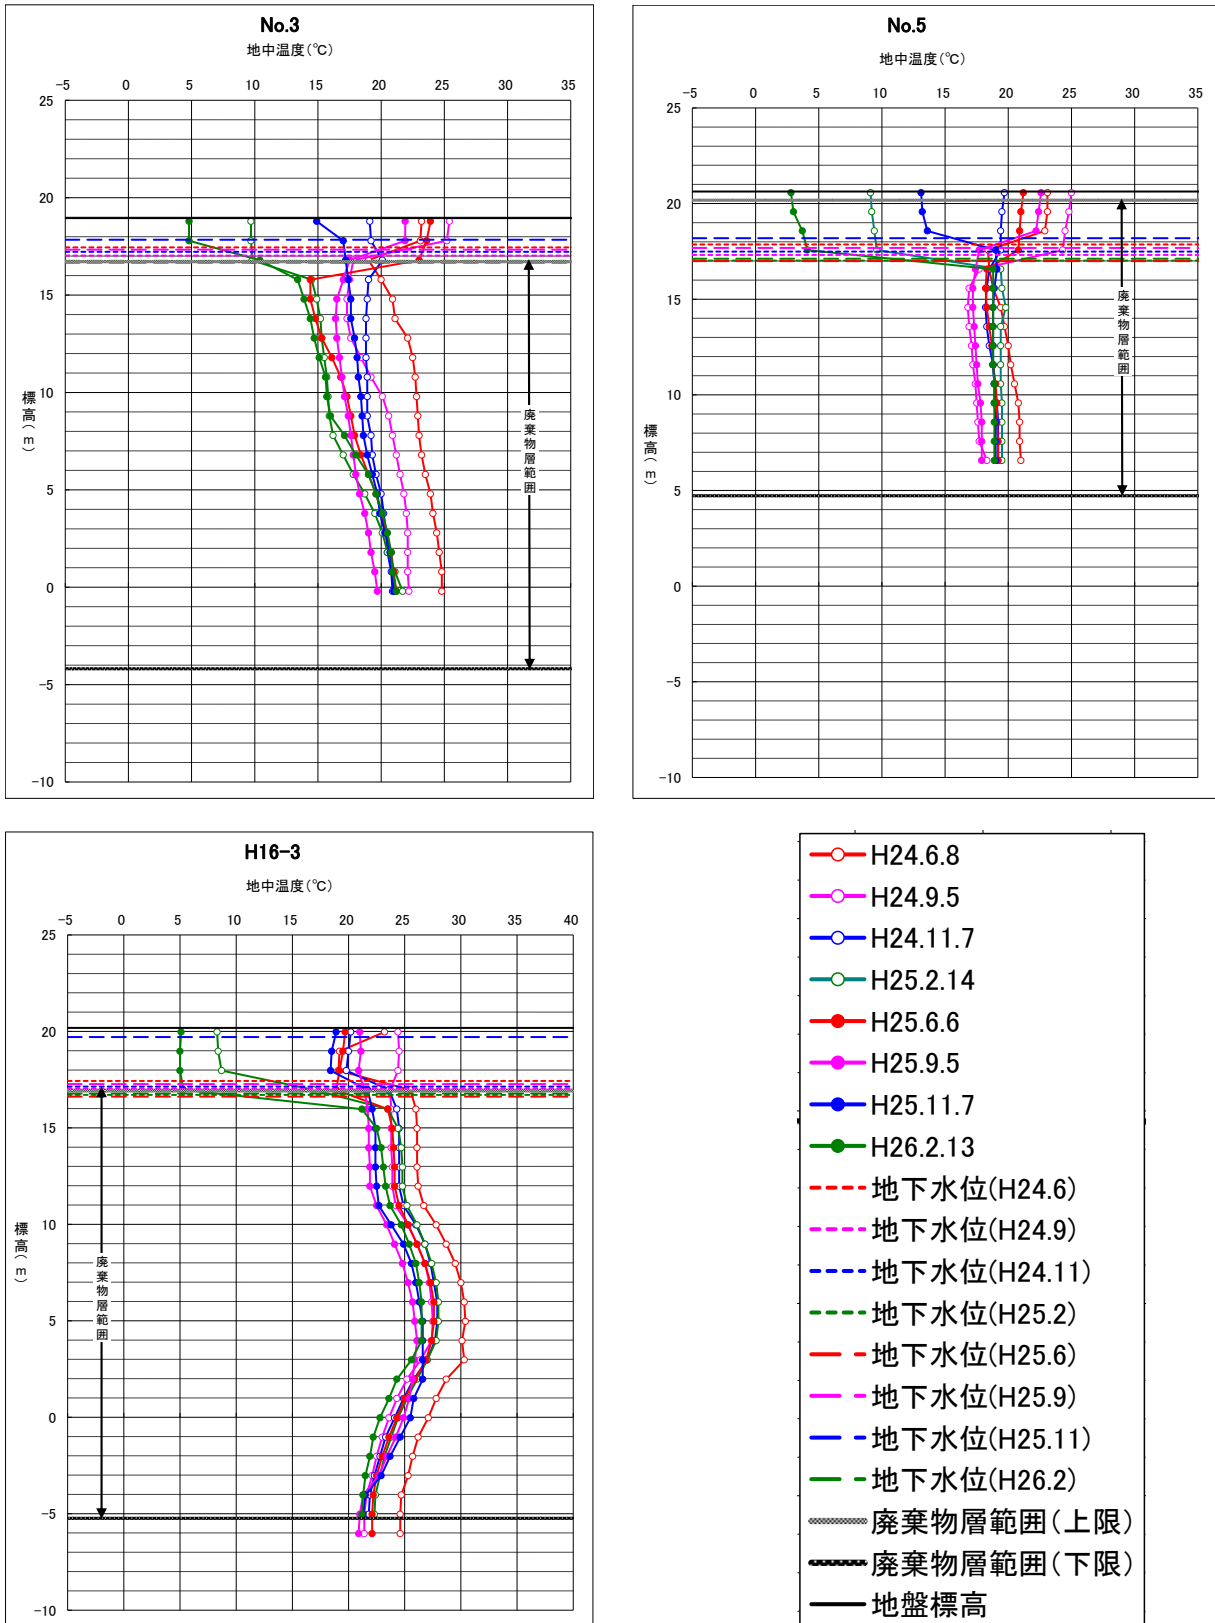 No.3
地中温度(℃)
-5 0 5 10 15 20 25 30 35
25
20
15
10
5
0
-5
-10
標高(m)
廃棄物層範囲
No.5
地中温度(℃)
-5 0 5 10 15 20 25 30 35
25
20
15
10
5
0
-5
-10
標高(m)
廃棄物層範囲
H16-3
地中温度(℃)
-5 0 5 10 15 20 25 30 35 40
25
20
15
10
5
0
-5
-10
標高(m)
廃棄物層範囲
H24.6.8
H24.9.5
H24.11.7
H25.2.14
H25.6.6
H25.9.5
H25.11.7
H26.2.13
地下水位(H24.6)
地下水位(H24.9)
地下水位(H24.11)
地下水位(H25.2)
地下水位(H25.6)
地下水位(H25.9)
地下水位(H25.11)
地下水位(H26.2)
廃棄物層範囲(上限)
廃棄物層範囲(下限)
地盤標高